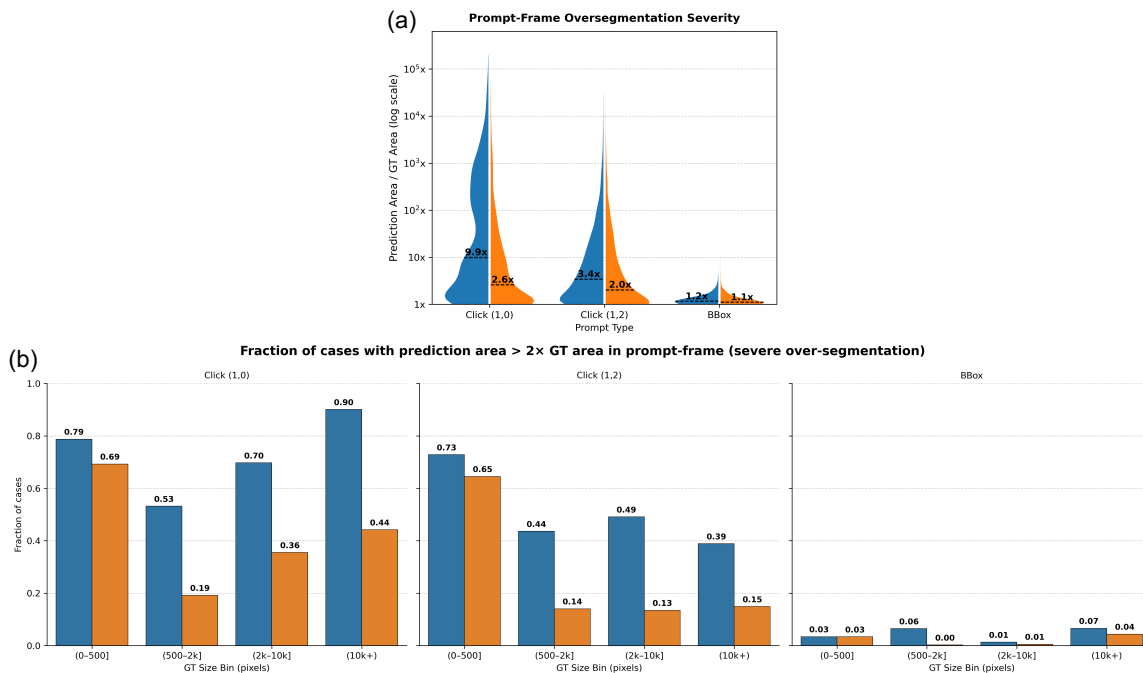 (a)
Prompt-Frame Oversegmentation Severity
Prediction Area / GT Area (log scale)
10⁵x
10⁴x
10³x
10²x
10x
1x
9.9x
2.6x
3.4x
2.0x
1.2x
1.1x
Click (1,0) Click (1,2) BBox
Prompt Type
(b)
Fraction of cases with prediction area > 2× GT area in prompt-frame (severe over-segmentation)
Click (1,0) Click (1,2) BBox
Fraction of cases
1.0
0.8
0.6
0.4
0.2
0.0
0.79 0.69 0.53 0.19 0.70 0.36 0.90 0.44
0.73 0.65 0.44 0.14 0.49 0.13 0.39 0.15
0.03 0.03 0.06 0.00 0.01 0.01 0.07 0.04
(0–500] (500–2k] (2k–10k] (10k+) (0–500] (500–2k] (2k–10k] (10k+) (0–500] (500–2k] (2k–10k] (10k+)
GT Size Bin (pixels) GT Size Bin (pixels) GT Size Bin (pixels)